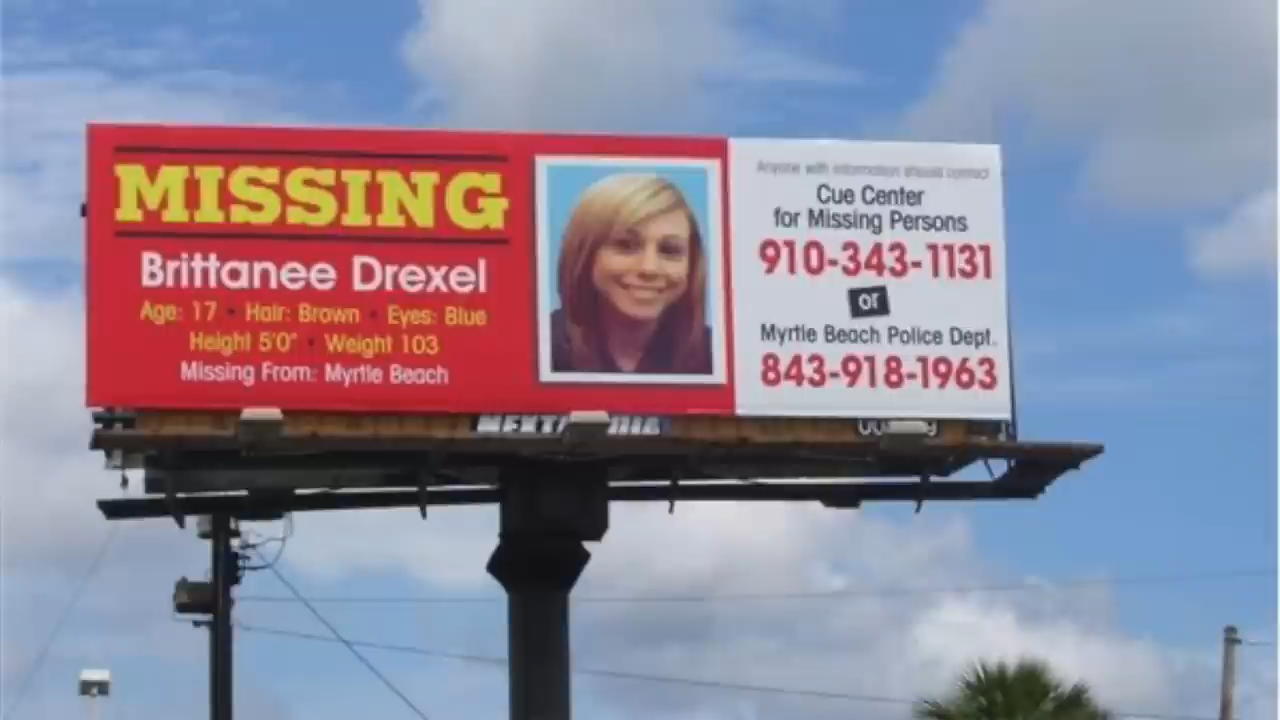 MISSING
Brittanee Drexel
Age: 17 • Hair: Brown • Eyes: Blue
Height 5'0" • Weight 103
Missing From: Myrtle Beach
Anyone with information should contact
Cue Center
for Missing Persons
910-343-1131
or
Myrtle Beach Police Dept.
843-918-1963